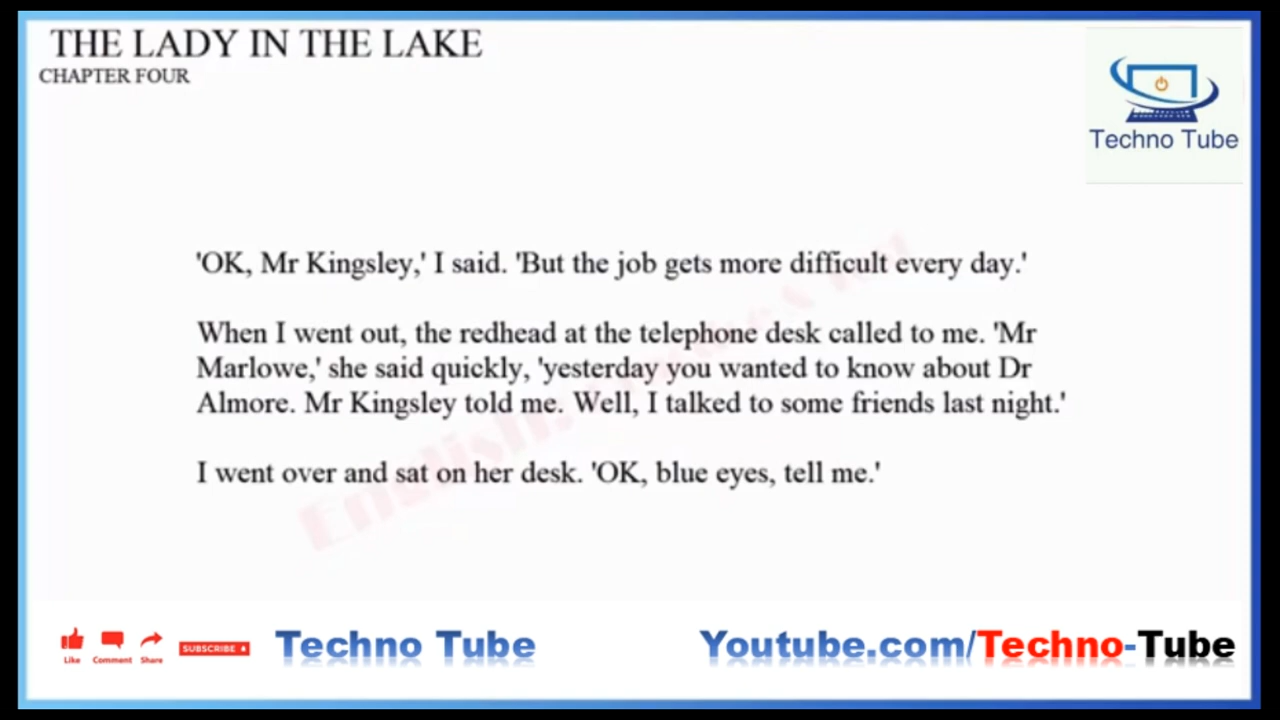 THE LADY IN THE LAKE
CHAPTER FOUR
Techno Tube
'OK, Mr Kingsley,' I said. 'But the job gets more difficult every day.'
When I went out, the redhead at the telephone desk called to me. 'Mr
Marlowe,' she said quickly, 'yesterday you wanted to know about Dr
Almore. Mr Kingsley told me. Well, I talked to some friends last night.'
I went over and sat on her desk. 'OK, blue eyes, tell me.'
Like Comment Share SUBSCRIBE Techno Tube Youtube.com/Techno-Tube